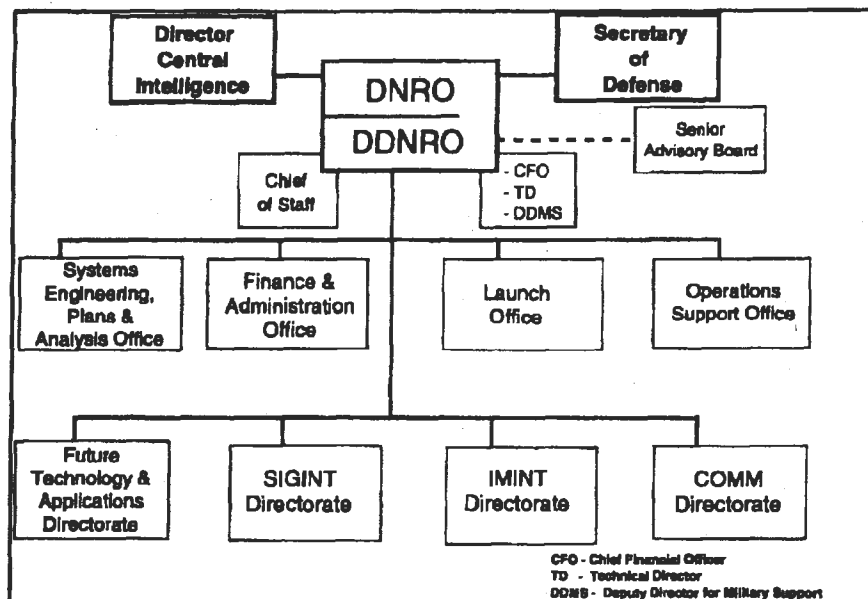 Director
Central
Intelligence
Secretary
of
Defense
DNRO
DDNRO
Senior
Advisory Board
Chief
of Staff
- CFO
- TD
- DDMS
Systems
Engineering,
Plans &
Analysis Office
Finance &
Administration
Office
Launch
Office
Operations
Support Office
Future
Technology &
Applications
Directorate
SIGINT
Directorate
IMINT
Directorate
COMM
Directorate
CFO - Chief Financial Officer
TD - Technical Director
DDMS - Deputy Director for Military Support